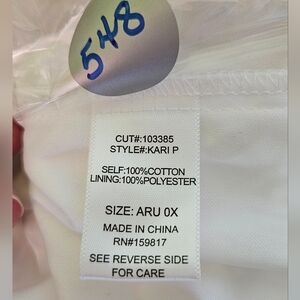 548
CUT#:103385
STYLE#:KARI P
SELF:100%COTTON
LINING:100%POLYESTER
SIZE: ARU 0X
MADE IN CHINA
RN#159817
SEE REVERSE SIDE
FOR CARE